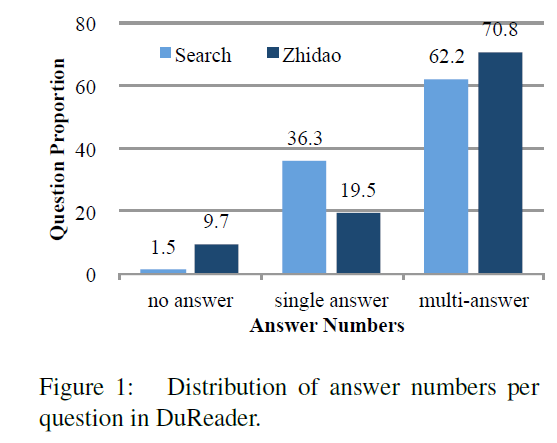 80
60
40
20
0
Question Proportion
Search
Zhidao
1.5
9.7
36.3
19.5
62.2
70.8
no answer
single answer
multi-answer
Answer Numbers
Figure 1: Distribution of answer numbers per
question in DuReader.